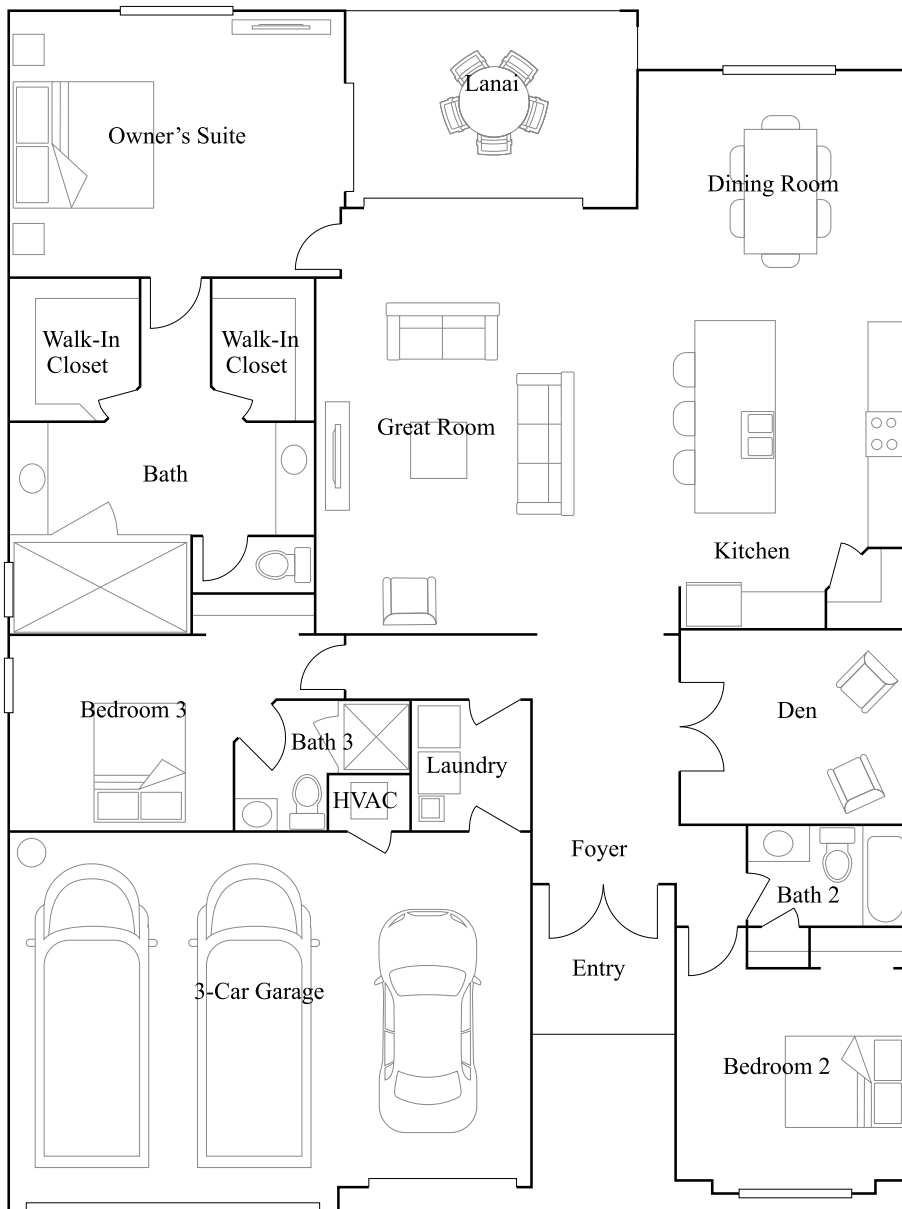 Lanai
Owner’s Suite
Dining Room
Walk-In
Closet
Walk-In
Closet
Great Room
Bath
Kitchen
Bedroom 3
Den
Bath 3
Laundry
HVAC
Foyer
Bath 2
Entry
3-Car Garage
Bedroom 2